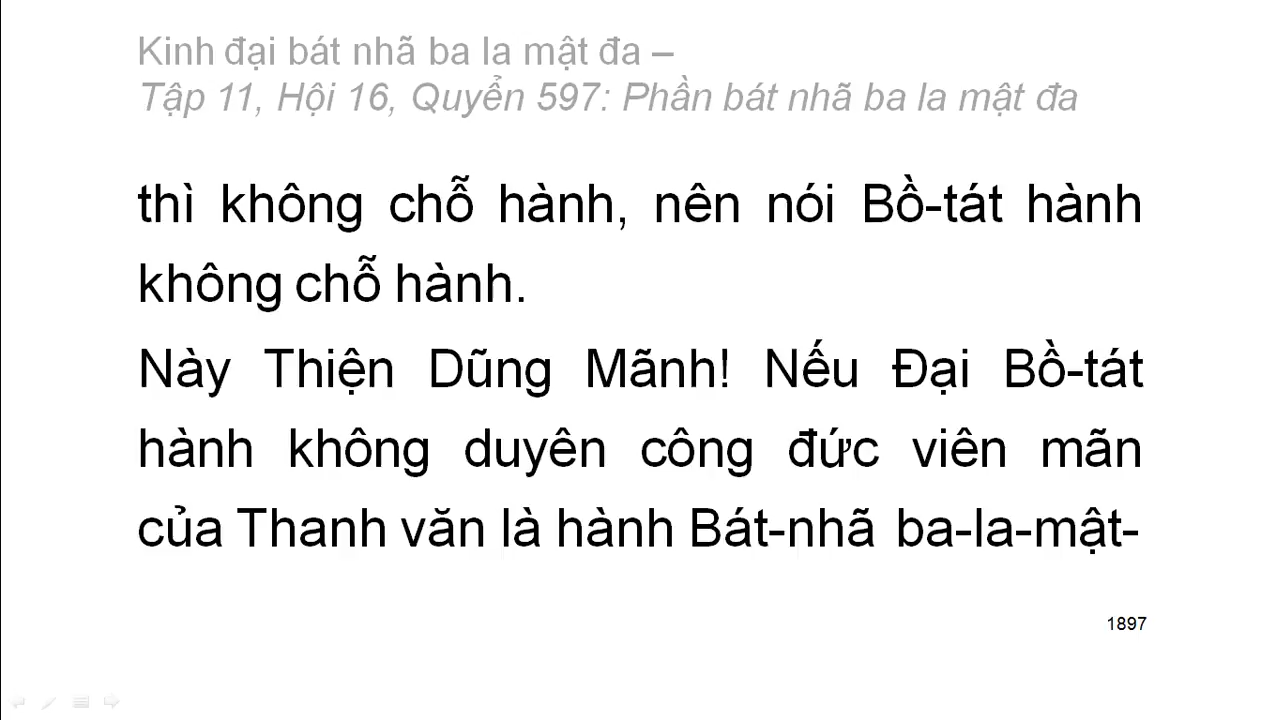 Kinh đại bát nhã ba la mật đa –
Tập 11, Hội 16, Quyển 597: Phần bát nhã ba la mật đa
thì không chỗ hành, nên nói Bồ-tát hành
không chỗ hành.
Này Thiện Dũng Mãnh! Nếu Đại Bồ-tát
hành không duyên công đức viên mãn
của Thanh văn là hành Bát-nhã ba-la-mật-
1897